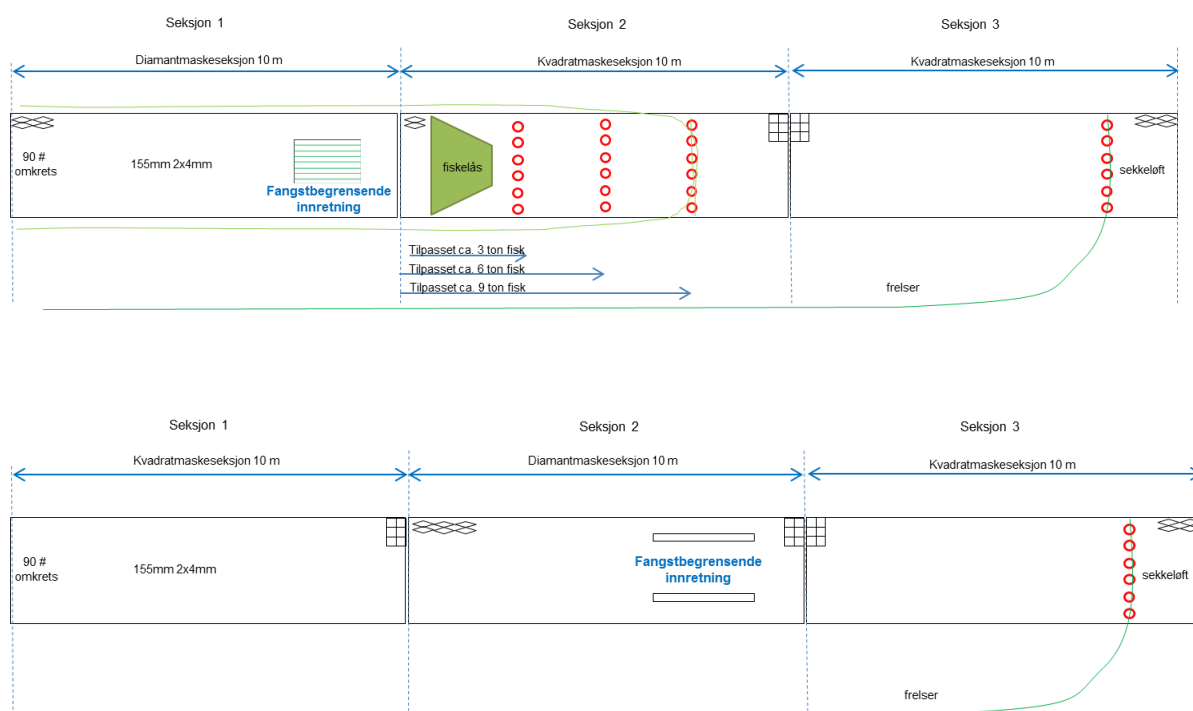 Seksjon 1
Seksjon 2
Seksjon 3
Diamantmaskeseksjon 10 m
Kvadratmaskeseksjon 10 m
Kvadratmaskeseksjon 10 m
90 #
omkrets
155mm 2x4mm
Fangstbegrensende
innretning
fiskelås
sekkeløft
Tilpasset ca. 3 ton fisk
Tilpasset ca. 6 ton fisk
Tilpasset ca. 9 ton fisk
frelser
Seksjon 1
Seksjon 2
Seksjon 3
Kvadratmaskeseksjon 10 m
Diamantmaskeseksjon 10 m
Kvadratmaskeseksjon 10 m
90 #
omkrets
155mm 2x4mm
Fangstbegrensende
innretning
sekkeløft
frelser